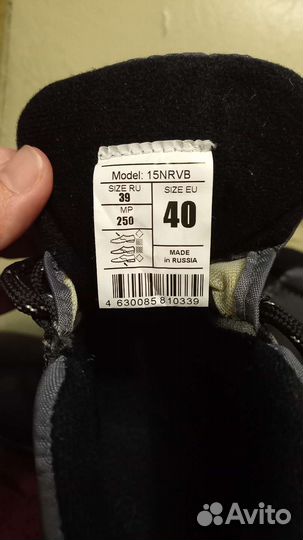 Model: 15NRVB
SIZE RU
39
MP
250
SIZE EU
40
MADE
in RUSSIA
4 630085 810339
Avito